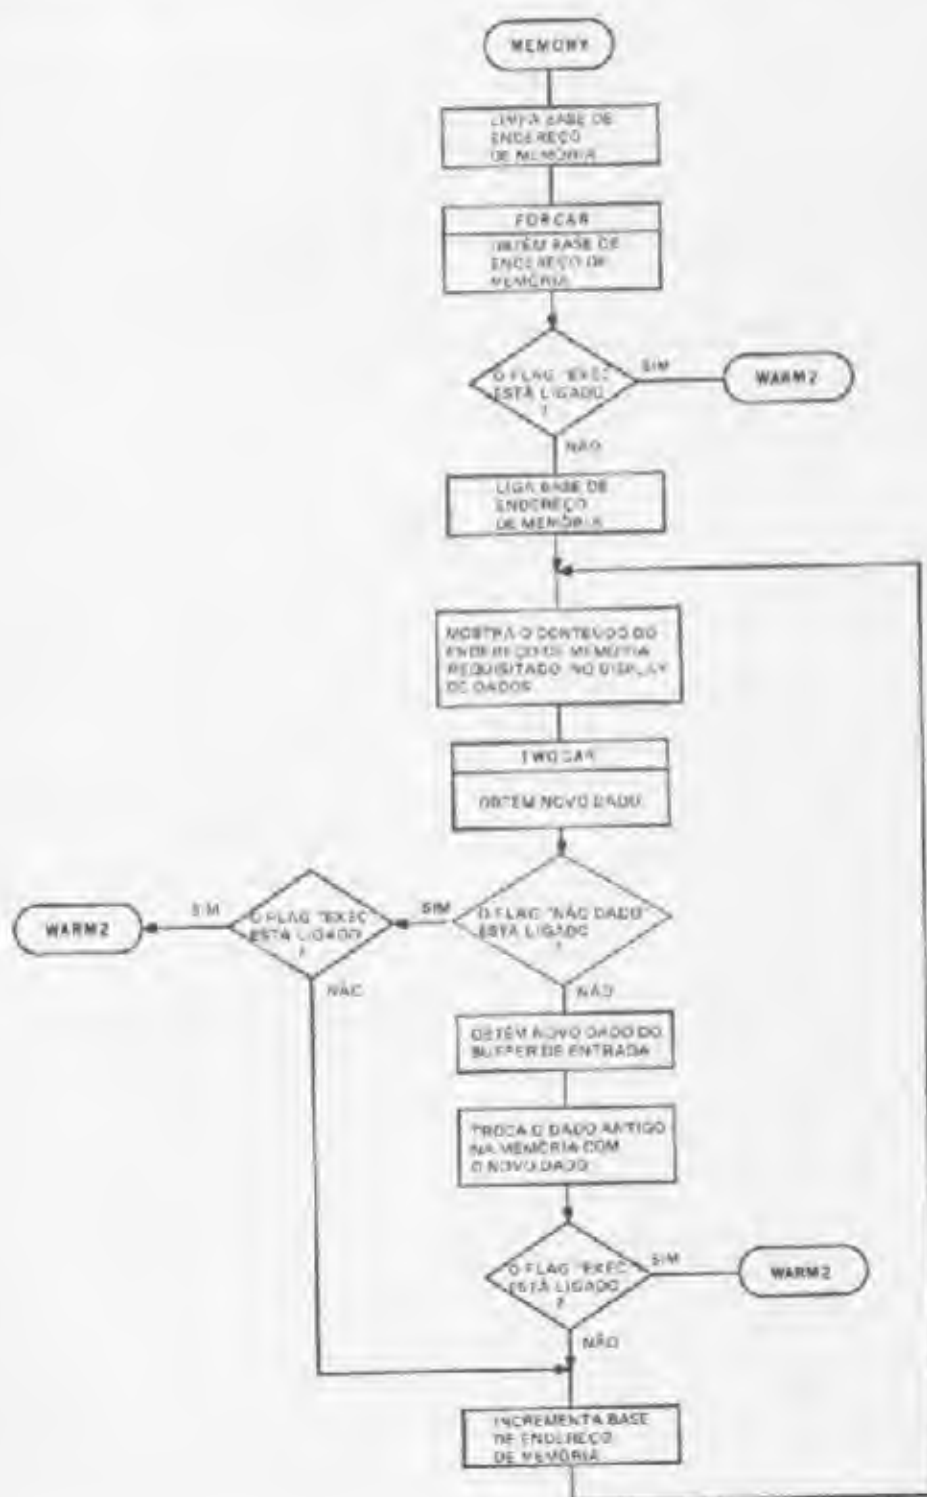 MEMORY
LIMPA BASE DE
ENDEREÇO
DE MEMÓRIA
FORCAR
OBTÉM BASE DE
ENDEREÇO DE
MEMÓRIA
O FLAG "EXEC"
ESTÁ LIGADO
?
SIM
WARM2
NÃO
LIGA BASE DE
ENDEREÇO
DE MEMÓRIA
MOSTRA O CONTEÚDO DO
ENDEREÇO DE MEMÓRIA
REQUISITADO NO DISPLAY
DE DADOS
TWOCAR
OBTÉM NOVO DADO
O FLAG "NÃO DADO"
ESTÁ LIGADO
?
SIM
O FLAG "EXEC"
ESTÁ LIGADO
?
SIM
WARM2
NÃO
NÃO
OBTÉM NOVO DADO DO
BUFFER DE ENTRADA
TROCA O DADO ANTIGO
NA MEMÓRIA COM
O NOVO DADO
O FLAG "EXEC"
ESTÁ LIGADO
?
SIM
WARM2
NÃO
INCREMENTA BASE
DE ENDEREÇO
DE MEMÓRIA